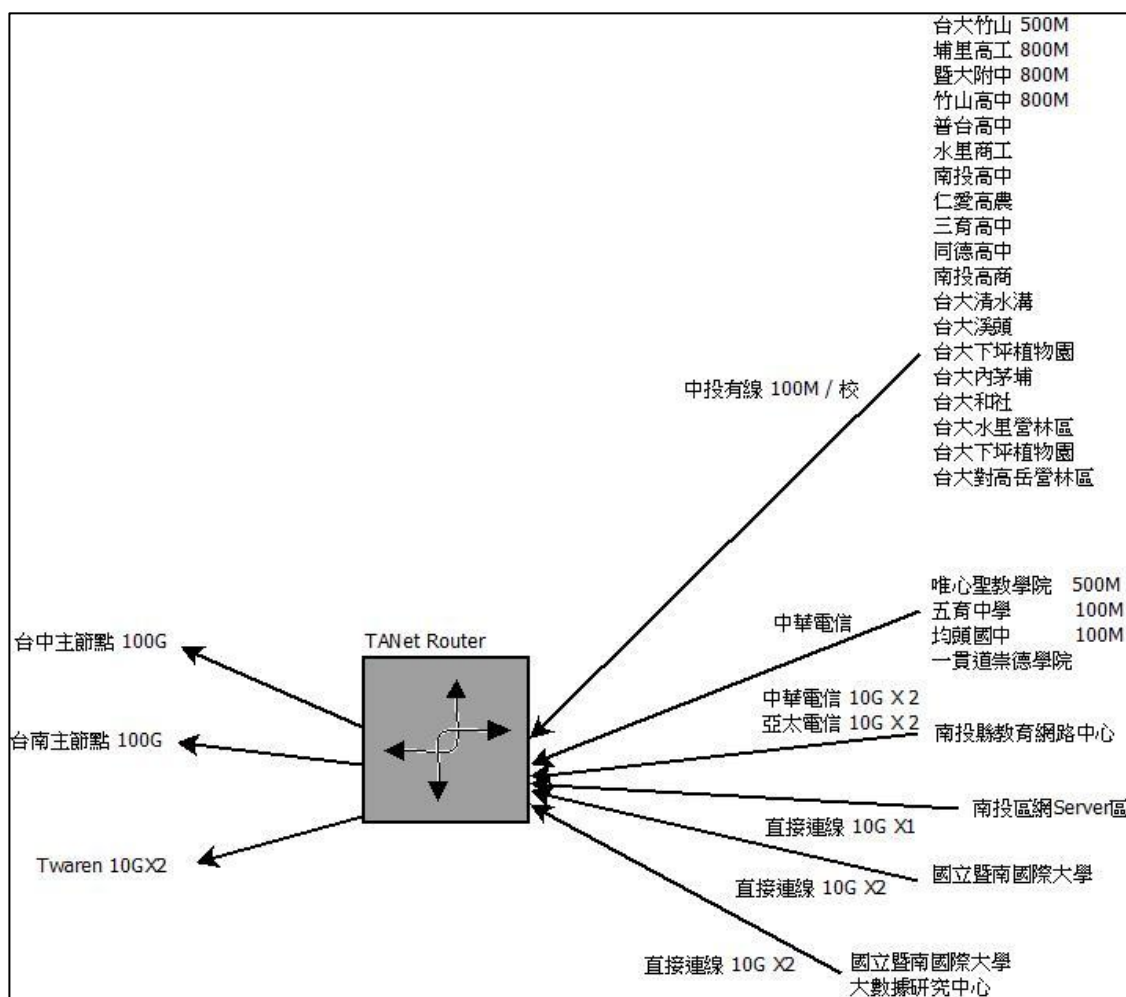 台大竹山 500M
埔里高工 800M
暨大附中 800M
竹山高中 800M
普台高中
水里商工
南投高中
仁愛高農
三育高中
同德高中
南投高商
台大清水溝
台大溪頭
台大下坪植物園
台大內茅埔
台大和社
台大水里營林區
台大下坪植物園
台大對高岳營林區
中投有線 100M / 校
唯心聖教學院 500M
五育中學 100M
均頭國中 100M
一貫道崇德學院
中華電信
台中主節點 100G
TANet Router
中華電信 10G X 2
亞太電信 10G X 2
南投縣教育網路中心
台南主節點 100G
南投區網Server區
直接連線 10G X1
Twaren 10GX2
國立暨南國際大學
直接連線 10G X2
直接連線 10G X2
國立暨南國際大學
大數據研究中心